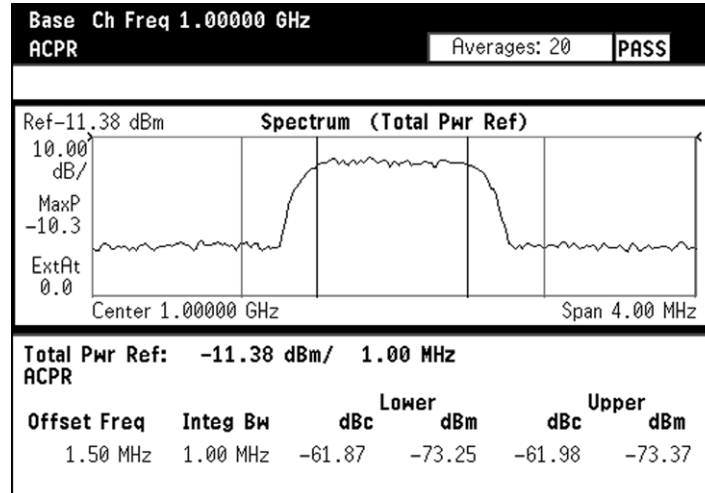 Base Ch Freq 1.00000 GHz
ACPR Averages: 20 PASS
Ref-11.38 dBm Spectrum (Total Pwr Ref)
10.00
dB/
MaxP
-10.3
ExtAt
0.0
Center 1.00000 GHz Span 4.00 MHz
Total Pwr Ref: -11.38 dBm/ 1.00 MHz
ACPR
Lower Upper
Offset Freq Integ Bw dBc dBm dBc dBm
1.50 MHz 1.00 MHz -61.87 -73.25 -61.98 -73.37